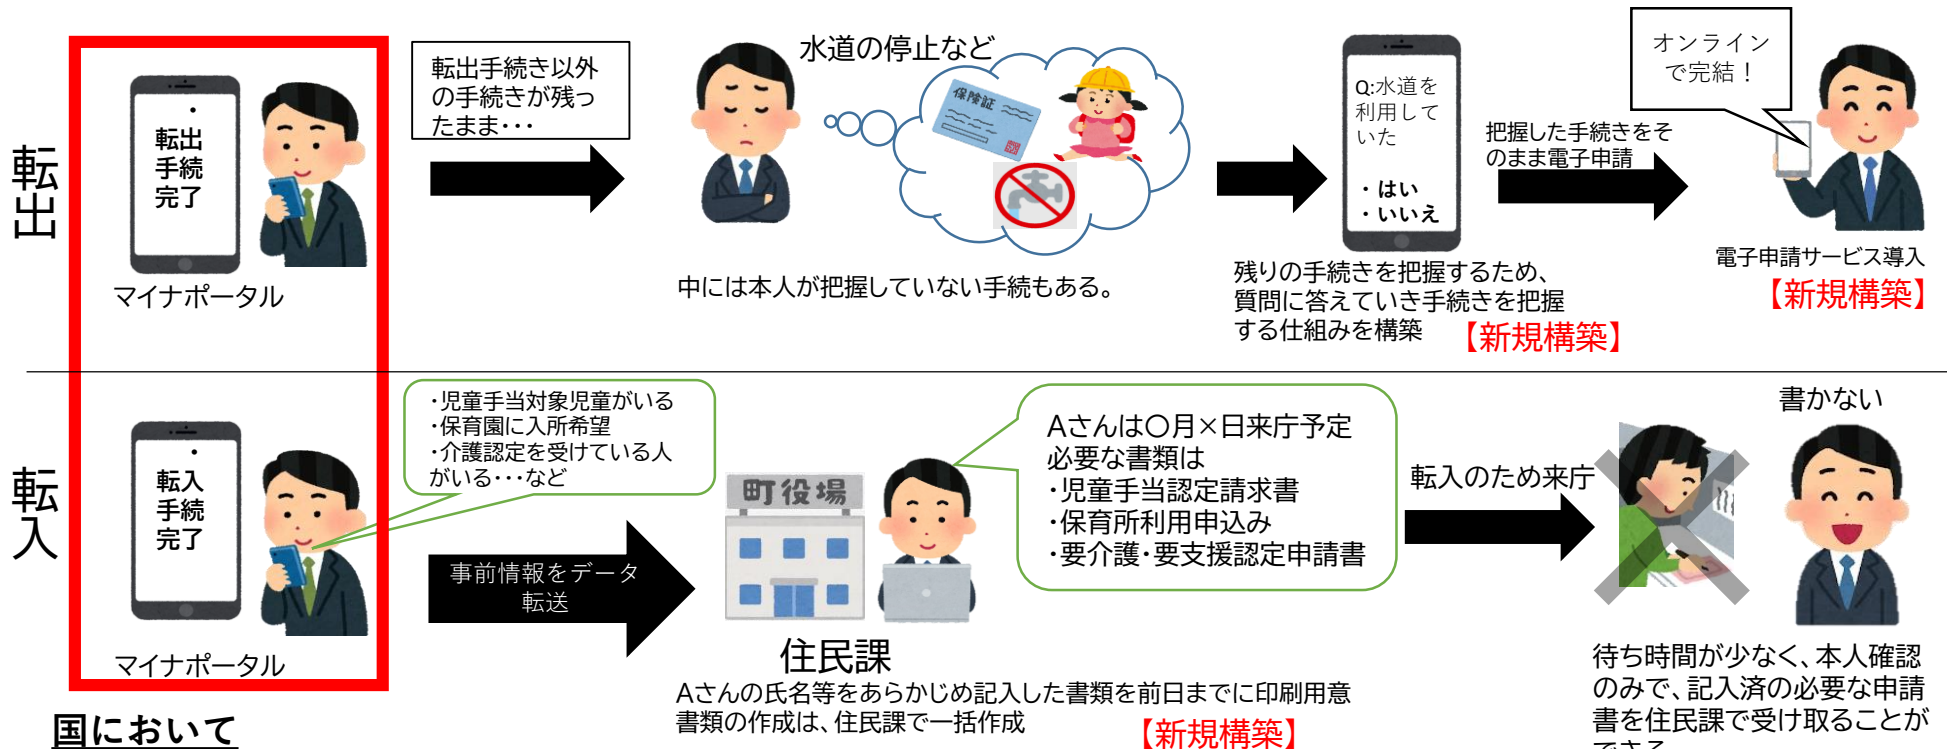 転出
・
転出
手続
完了
マイナポータル
転出手続き以外
の手続きが残っ
たまま・・・
水道の停止など
保険証
中には本人が把握していない手続もある。
Q:水道を
利用して
いた
・はい
・いいえ
残りの手続きを把握するため、
質問に答えていき手続きを把握
する仕組みを構築
【新規構築】
把握した手続きをそ
のまま電子申請
オンライン
で完結！
電子申請サービス導入
【新規構築】
転入
・
転入
手続
完了
マイナポータル
国において
・児童手当対象児童がいる
・保育園に入所希望
・介護認定を受けている人
がいる・・・など
事前情報をデータ
転送
町役場
住民課
Aさんは〇月×日来庁予定
必要な書類は
・児童手当認定請求書
・保育所利用申込み
・要介護・要支援認定申請書
Aさんの氏名等をあらかじめ記入した書類を前日までに印刷用意
書類の作成は、住民課で一括作成
【新規構築】
転入のため来庁
書かない
待ち時間が少なく、本人確認
のみで、記入済の必要な申請
書を住民課で受け取ることが
できる